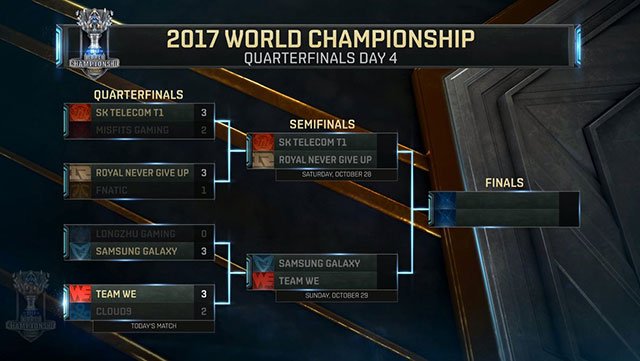 2017 WORLD CHAMPIONSHIP
QUARTERFINALS DAY 4
WORLD
CHAMPIONSHIP
QUARTERFINALS
SK TELECOM T1 3
MISFITS GAMING 2
ROYAL NEVER GIVE UP 3
FNATIC 1
LONGZHU GAMING 0
SAMSUNG GALAXY 3
TEAM WE 3
CLOUD9 2
TODAY'S MATCH
SEMIFINALS
SK TELECOM T1
ROYAL NEVER GIVE UP
SATURDAY, OCTOBER 28
SAMSUNG GALAXY
TEAM WE
SUNDAY, OCTOBER 29
FINALS
WORLD
CHAMPIONSHIP